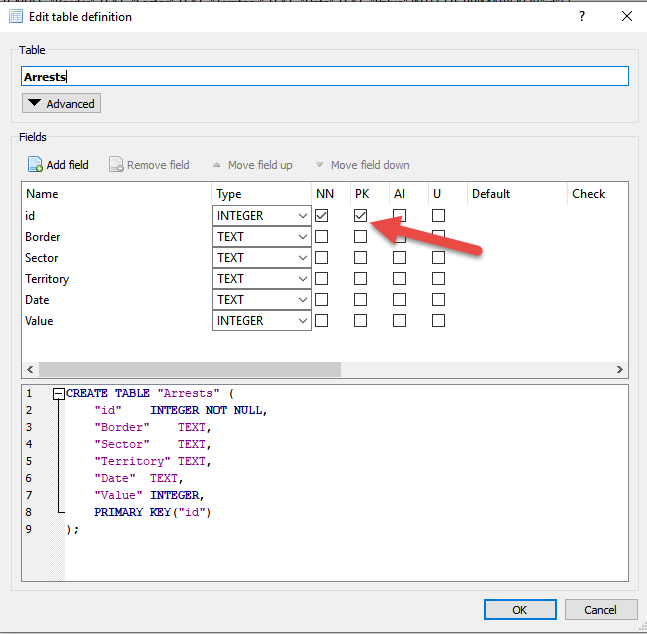 Edit table definition ? ×
Table
Arrests
Advanced
Fields
Add field Remove field Move field up Move field down
Name Type NN PK AI U Default Check
id INTEGER
Border TEXT
Sector TEXT
Territory TEXT
Date TEXT
Value INTEGER
1 CREATE TABLE "Arrests" (
2 "id" INTEGER NOT NULL,
3 "Border" TEXT,
4 "Sector" TEXT,
5 "Territory" TEXT,
6 "Date" TEXT,
7 "Value" INTEGER,
8 PRIMARY KEY("id")
9 );
OK Cancel